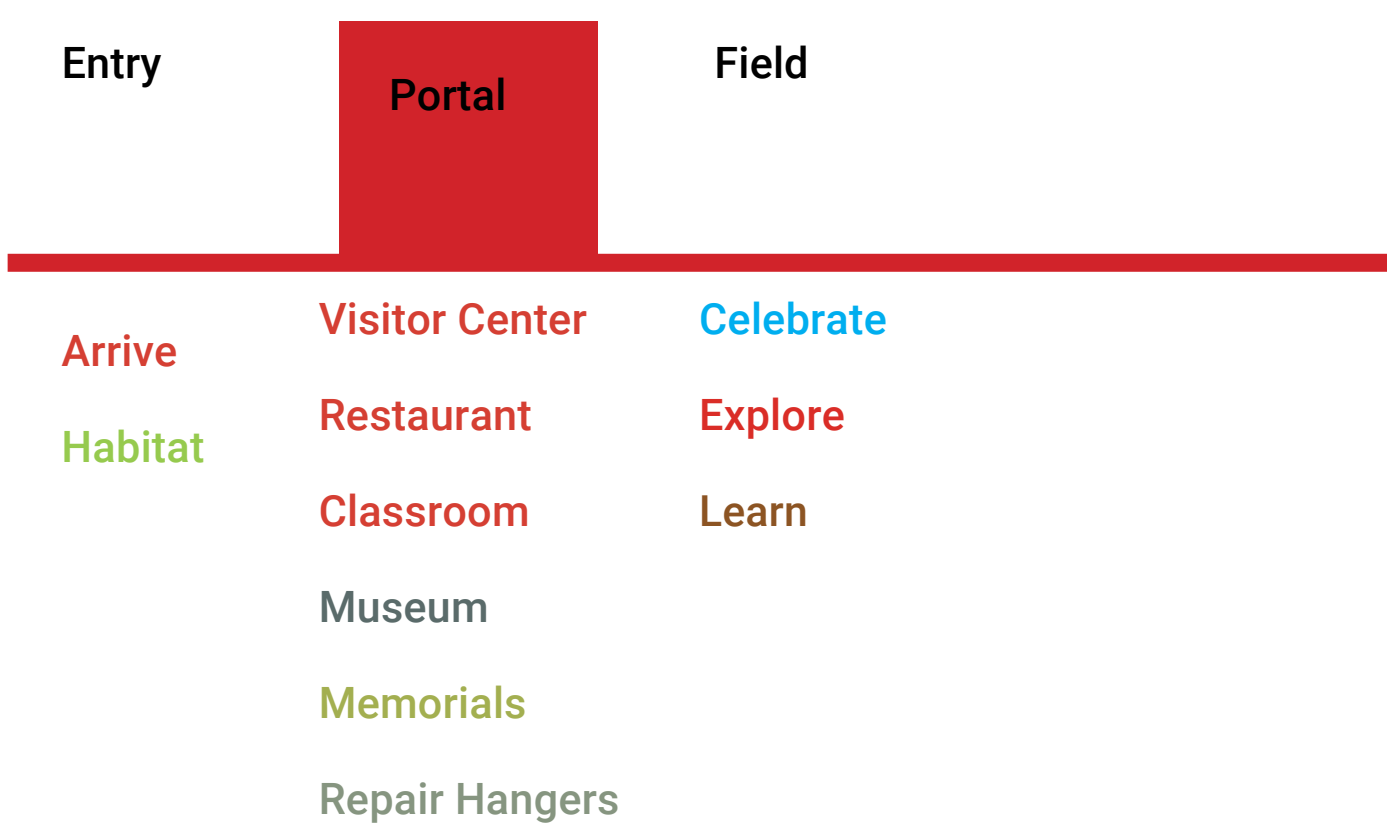 Entry
Portal
Field
Arrive
Habitat
Visitor Center
Restaurant
Classroom
Museum
Memorials
Repair Hangers
Celebrate
Explore
Learn